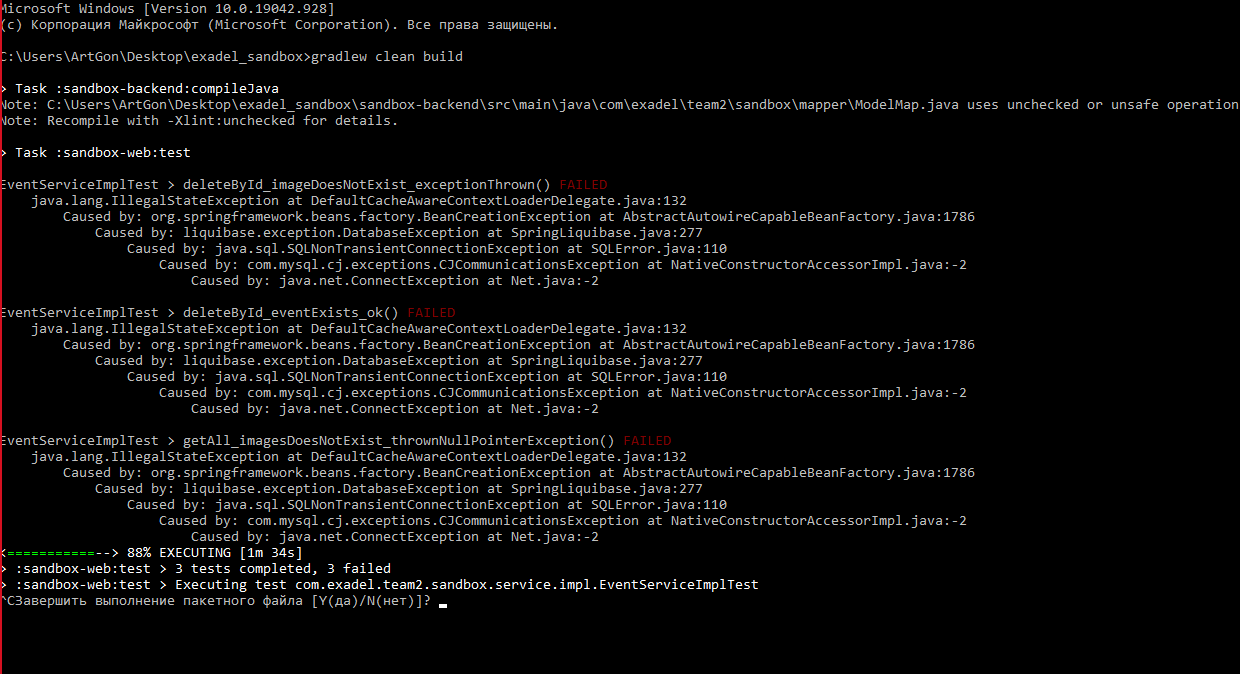 Microsoft Windows [Version 10.0.19042.928]
(c) Корпорация Майкрософт (Microsoft Corporation). Все права защищены.
C:\Users\ArtGon\Desktop\exadel_sandbox>gradlew clean build
> Task :sandbox-backend:compileJava
Note: C:\Users\ArtGon\Desktop\exadel_sandbox\sandbox-backend\src\main\java\com\exadel\team2\sandbox\mapper\ModelMap.java uses unchecked or unsafe operation
Note: Recompile with -Xlint:unchecked for details.
> Task :sandbox-web:test
EventServiceImplTest > deleteById_imageDoesNotExist_exceptionThrown() FAILED
java.lang.IllegalStateException at DefaultCacheAwareContextLoaderDelegate.java:132
Caused by: org.springframework.beans.factory.BeanCreationException at AbstractAutowireCapableBeanFactory.java:1786
Caused by: liquibase.exception.DatabaseException at SpringLiquibase.java:277
Caused by: java.sql.SQLNonTransientConnectionException at SQLError.java:110
Caused by: com.mysql.cj.exceptions.CJCommunicationsException at NativeConstructorAccessorImpl.java:-2
Caused by: java.net.ConnectException at Net.java:-2
EventServiceImplTest > deleteById_eventExists_ok() FAILED
java.lang.IllegalStateException at DefaultCacheAwareContextLoaderDelegate.java:132
Caused by: org.springframework.beans.factory.BeanCreationException at AbstractAutowireCapableBeanFactory.java:1786
Caused by: liquibase.exception.DatabaseException at SpringLiquibase.java:277
Caused by: java.sql.SQLNonTransientConnectionException at SQLError.java:110
Caused by: com.mysql.cj.exceptions.CJCommunicationsException at NativeConstructorAccessorImpl.java:-2
Caused by: java.net.ConnectException at Net.java:-2
EventServiceImplTest > getAll_imagesDoesNotExist_thrownNullPointerException() FAILED
java.lang.IllegalStateException at DefaultCacheAwareContextLoaderDelegate.java:132
Caused by: org.springframework.beans.factory.BeanCreationException at AbstractAutowireCapableBeanFactory.java:1786
Caused by: liquibase.exception.DatabaseException at SpringLiquibase.java:277
Caused by: java.sql.SQLNonTransientConnectionException at SQLError.java:110
Caused by: com.mysql.cj.exceptions.CJCommunicationsException at NativeConstructorAccessorImpl.java:-2
Caused by: java.net.ConnectException at Net.java:-2
<===========--> 88% EXECUTING [1m 34s]
> :sandbox-web:test > 3 tests completed, 3 failed
> :sandbox-web:test > Executing test com.exadel.team2.sandbox.service.impl.EventServiceImplTest
^CЗавершить выполнение пакетного файла [Y(да)/N(нет)]?